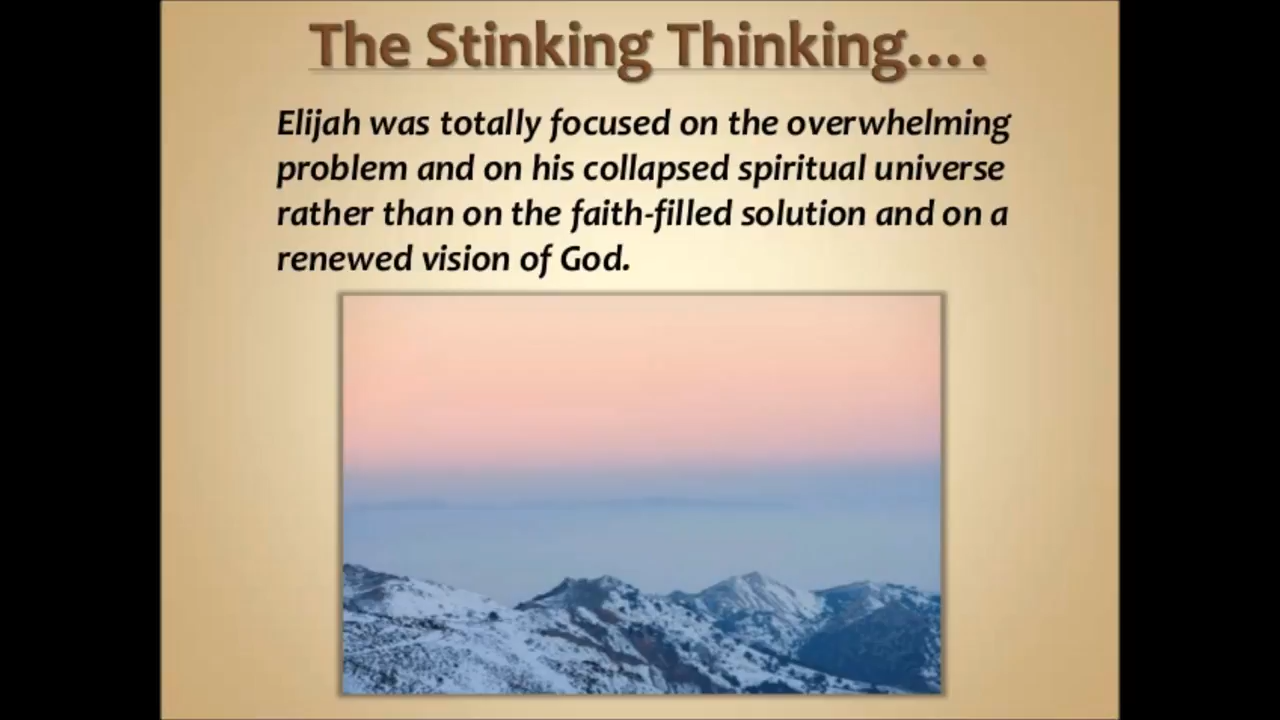 The Stinking Thinking....
Elijah was totally focused on the overwhelming
problem and on his collapsed spiritual universe
rather than on the faith-filled solution and on a
renewed vision of God.